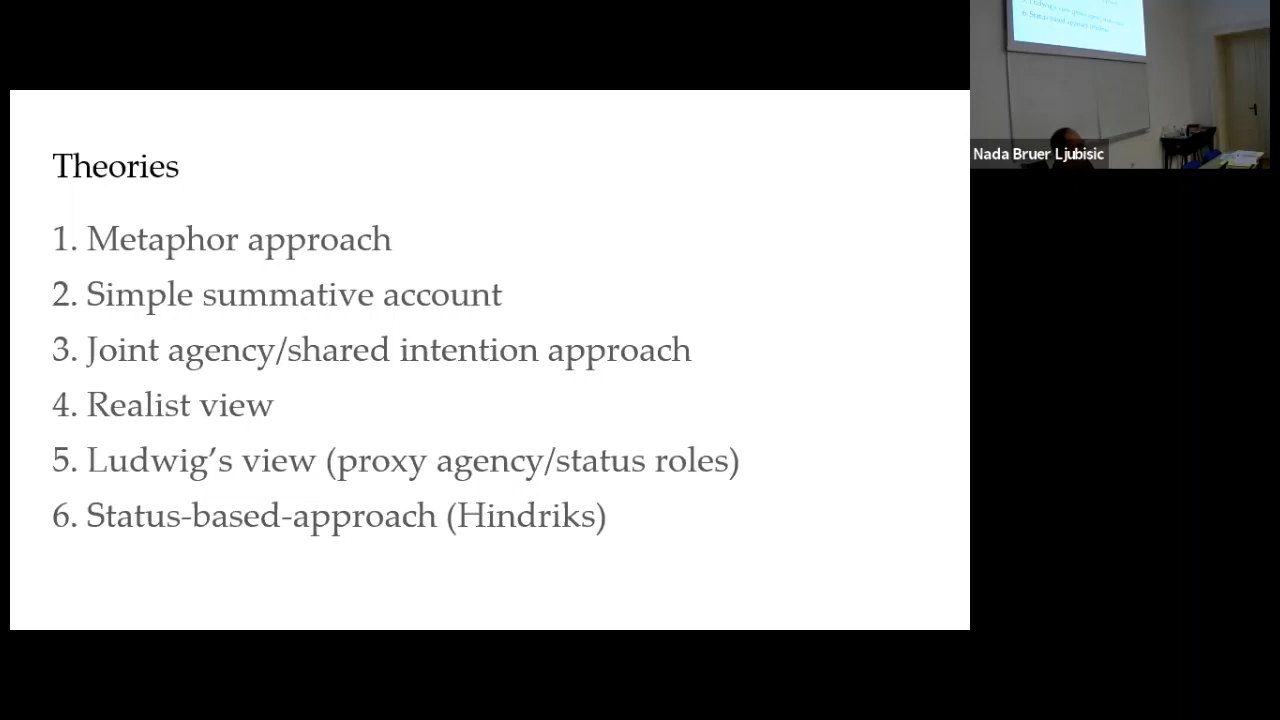 Theories
1. Metaphor approach
2. Simple summative account
3. Joint agency/shared intention approach
4. Realist view
5. Ludwig’s view (proxy agency/status roles)
6. Status-based-approach (Hindriks)
Nada Bruer Ljubisic